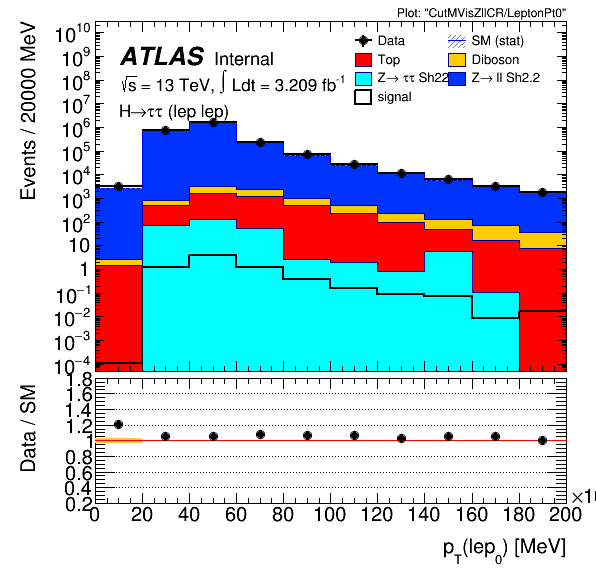 Plot: "CutMVisZllCR/LeptonPt0"
ATLAS Internal
√s = 13 TeV, ∫ Ldt = 3.209 fb⁻¹
H→ττ (lep lep)
Data
SM (stat)
Top
Diboson
Z→ ττ Sh22
Z→ ll Sh2.2
signal
Events / 20000 MeV
10¹⁰
10⁹
10⁸
10⁷
10⁶
10⁵
10⁴
10³
10²
10
1
10⁻¹
10⁻²
10⁻³
10⁻⁴
Data / SM
1.8
1.6
1.4
1.2
1
0.8
0.6
0.4
0.2
0 20 40 60 80 100 120 140 160 180 200
p_T(lep₀) [MeV]